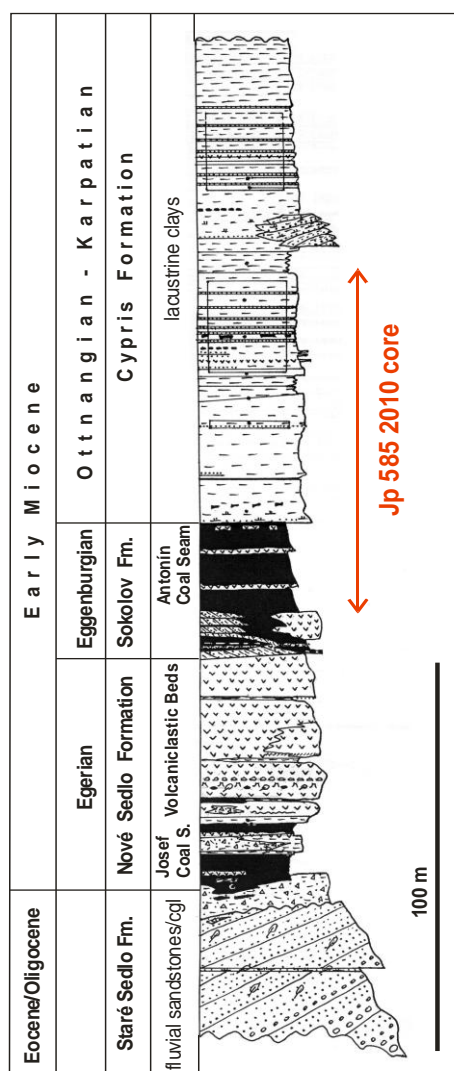 Early Miocene
Eocene/Oligocene
Ottnangian - Karpatian
Eggenburgian
Egerian
Cypris Formation
Sokolov Fm.
Nové Sedlo Formation
Staré Sedlo Fm.
lacustrine clays
Antonín
Coal Seam
Volcaniclastic Beds
Josef
Coal S.
fluvial sandstones/cgl
Jp 585 2010 core
100 m